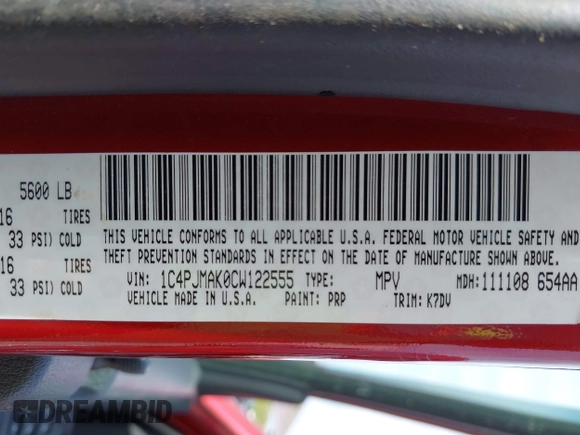 5600 LB
16 TIRES
33 PSI) COLD
16 TIRES
33 PSI) COLD
THIS VEHICLE CONFORMS TO ALL APPLICABLE U.S.A. FEDERAL MOTOR VEHICLE SAFETY AND
THEFT PREVENTION STANDARDS IN EFFECT ON THE DATE OF MANUFACTURE SHOWN ABOVE.
VIN: 1C4PJMAK0CW122555 TYPE: MPV MDH: 111108 654AA
VEHICLE MADE IN U.S.A. PAINT: PRP TRIM: K7DV
DREAMBID